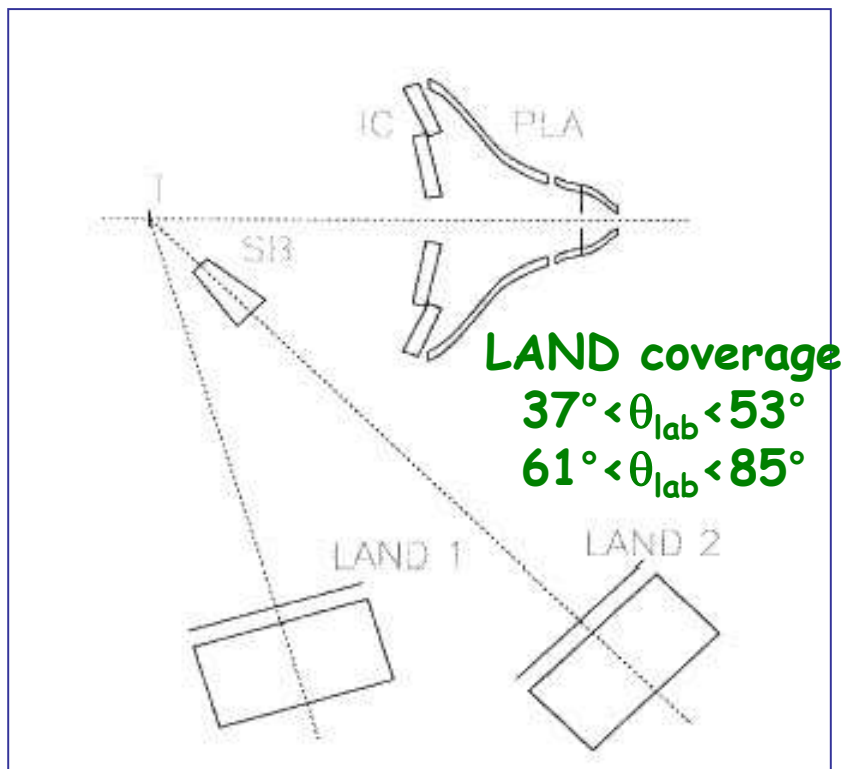 IC PLA
T
SB
LAND coverage
37°<θlab<53°
61°<θlab<85°
LAND 1 LAND 2